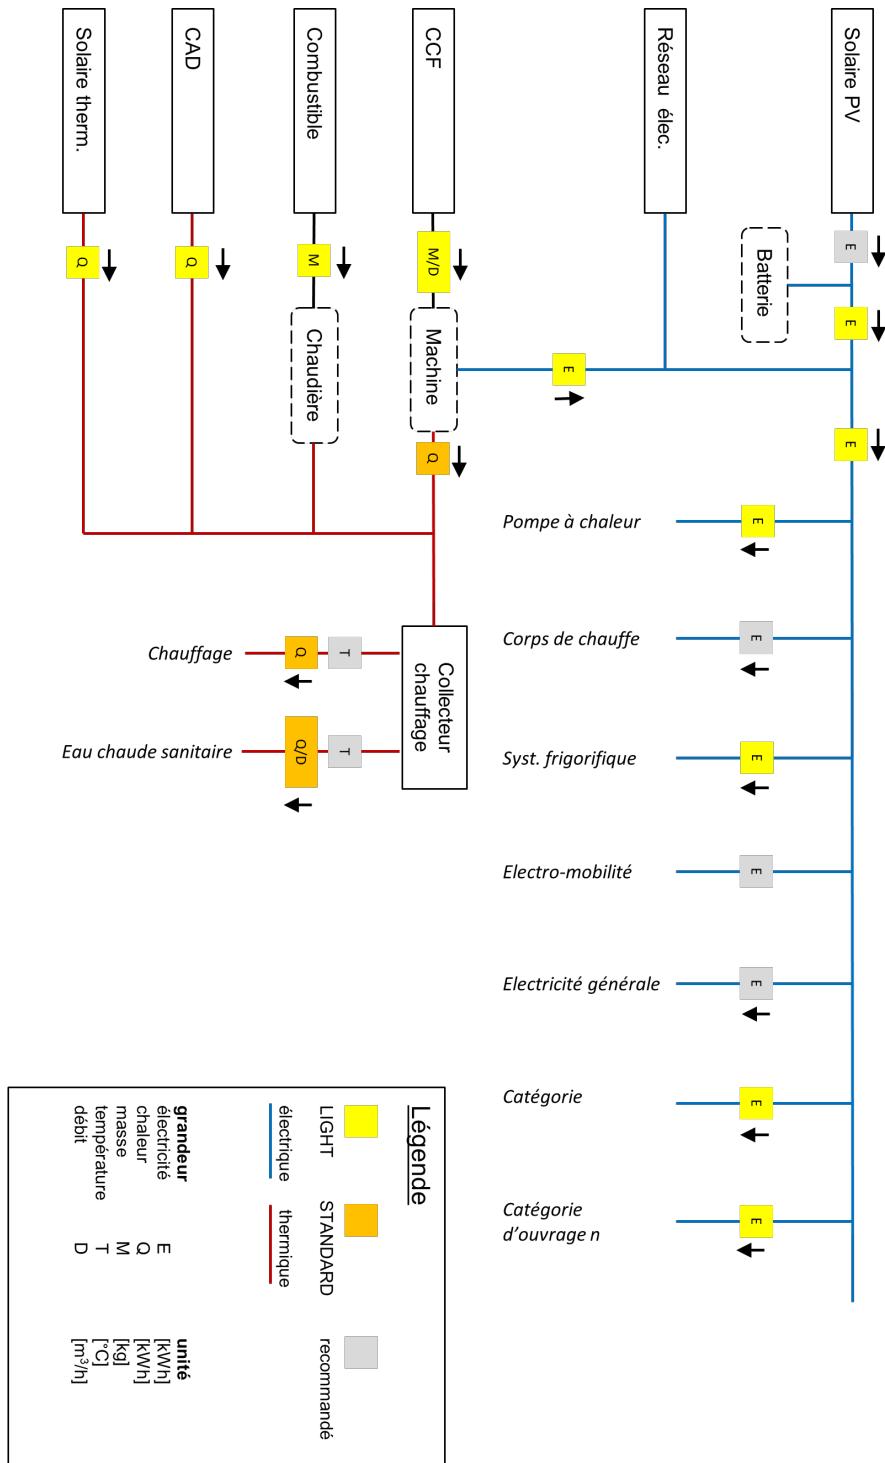 Solaire therm.
CAD
Combustible
CCF
Réseau élec.
Solaire PV
Q
Q
M
M/D
E
Batterie
E
Chaudière
Machine
E
Q
E
Pompe à chaleur
E
Corps de chauffe
E
Chauffage
Q
T
Collecteur
chauffage
Eau chaude sanitaire
Q/D
T
Syst. frigorifique
E
Electro-mobilité
E
Electricité générale
E
Catégorie
E
Catégorie
d'ouvrage n
E
Légende
LIGHT
STANDARD
recommandé
électrique
thermique
grandeur unité
électricité E [kWh]
chaleur Q [kWh]
masse M [kg]
température T [°C]
débit D [m³/h]